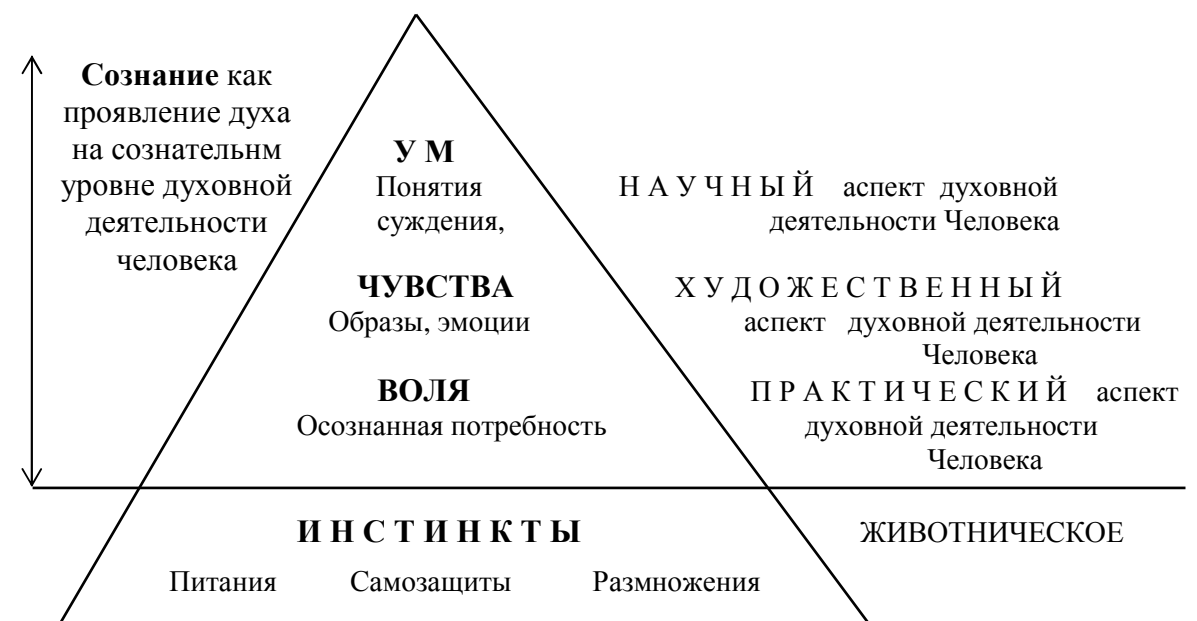 Сознание как
проявление духа
на сознательнм
уровне духовной
деятельности
человека
У М
Понятия
суждения,
Н А У Ч Н Ы Й аспект духовной
деятельности Человека
ЧУВСТВА
Образы, эмоции
Х У Д О Ж Е С Т В Е Н Н Ы Й
аспект духовной деятельности
Человека
ВОЛЯ
Осознанная потребность
П Р А К Т И Ч Е С К И Й аспект
духовной деятельности
Человека
И Н С Т И Н К Т Ы
ЖИВОТНИЧЕСКОЕ
Питания Самозащиты Размножения